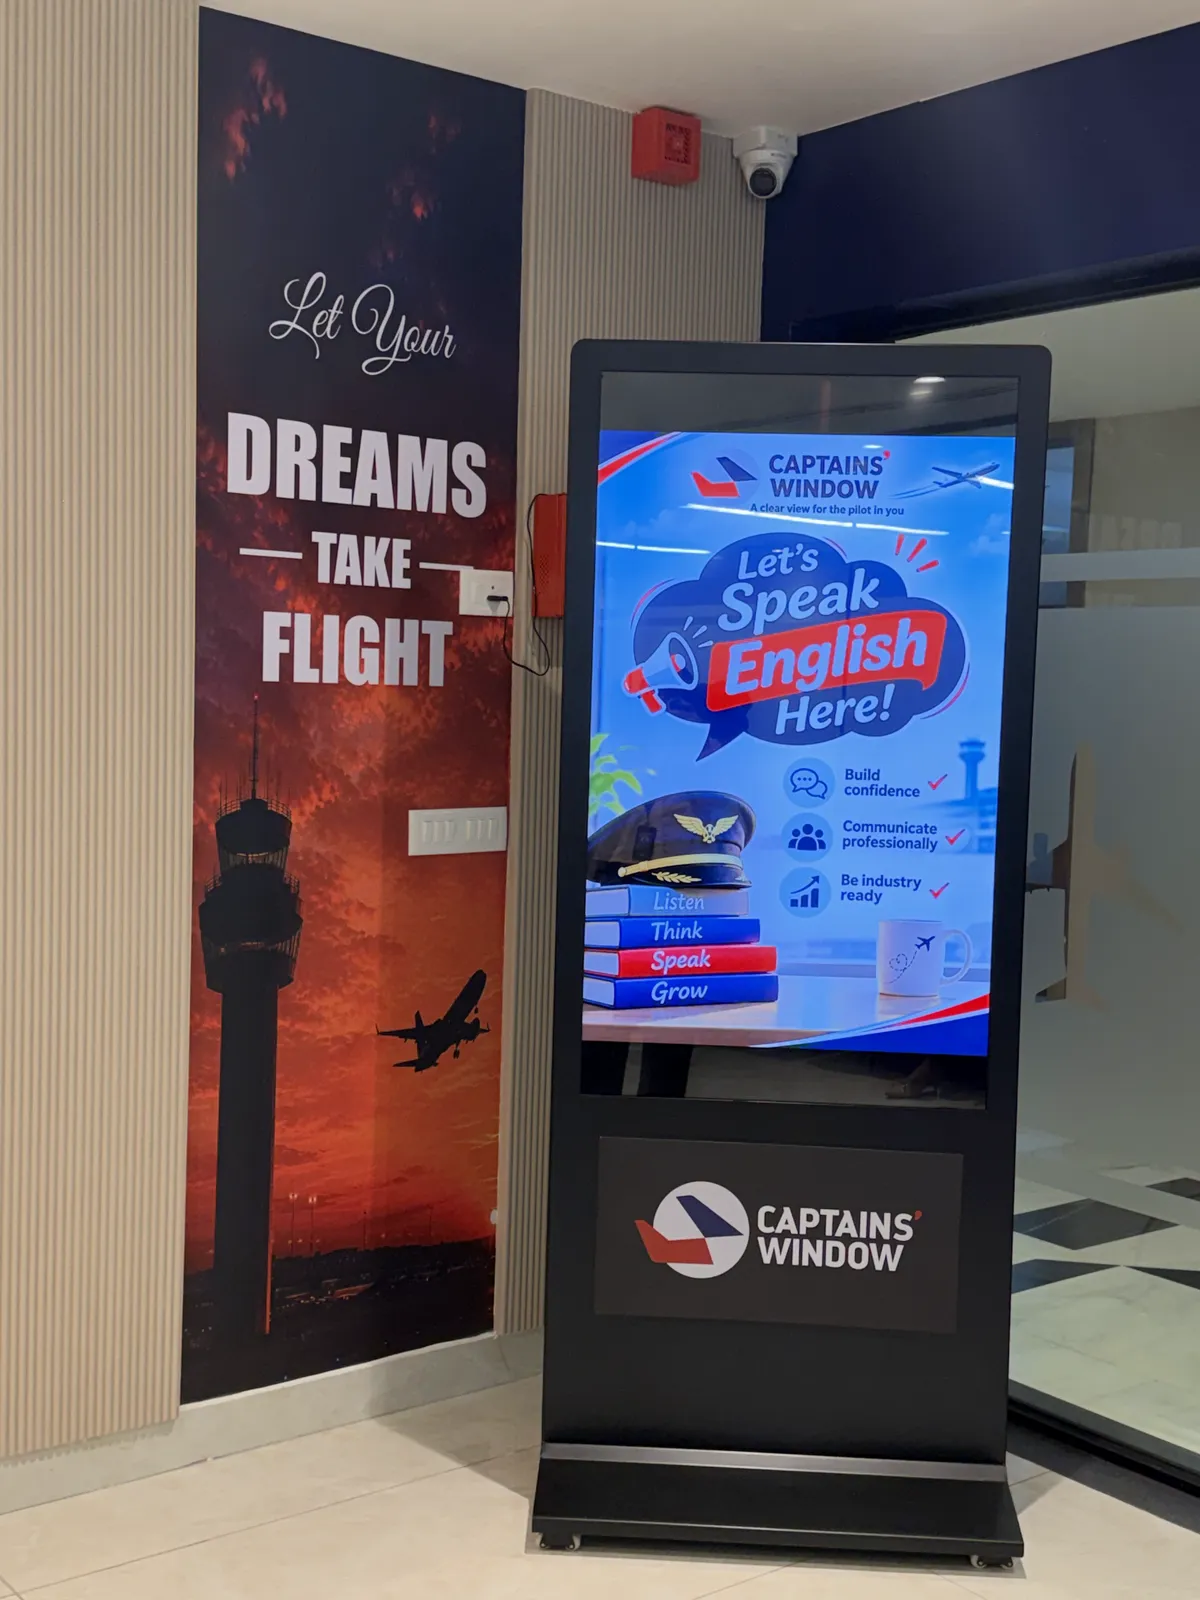 Let Your
DREAMS
TAKE
FLIGHT
CAPTAINS'
WINDOW
A clear view for the pilot in you
Let's
Speak
English
Here!
Build
confidence
Communicate
professionally
Be industry
ready
Listen
Think
Speak
Grow
CAPTAINS'
WINDOW